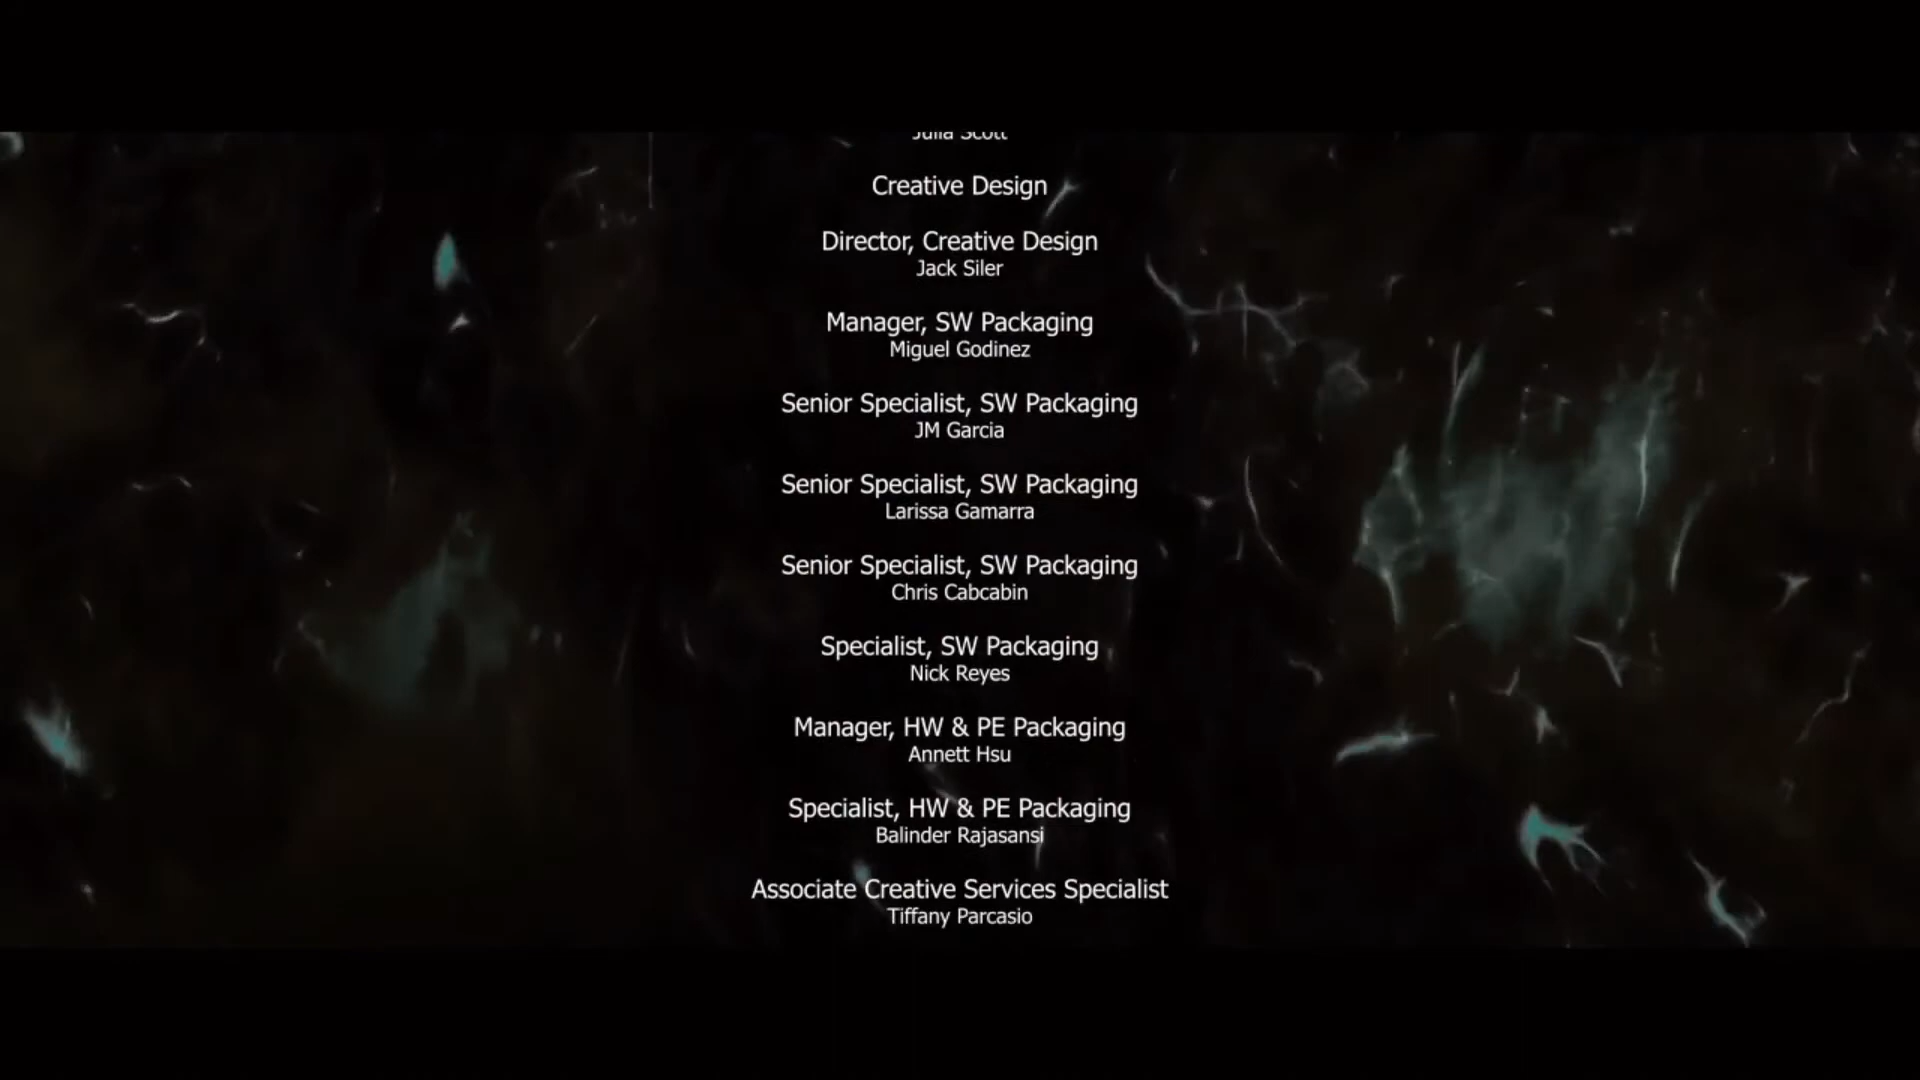 Julia Scott
Creative Design
Director, Creative Design
Jack Siler
Manager, SW Packaging
Miguel Godinez
Senior Specialist, SW Packaging
JM Garcia
Senior Specialist, SW Packaging
Larissa Gamarra
Senior Specialist, SW Packaging
Chris Cabcabin
Specialist, SW Packaging
Nick Reyes
Manager, HW & PE Packaging
Annett Hsu
Specialist, HW & PE Packaging
Balinder Rajasansi
Associate Creative Services Specialist
Tiffany Parcasio